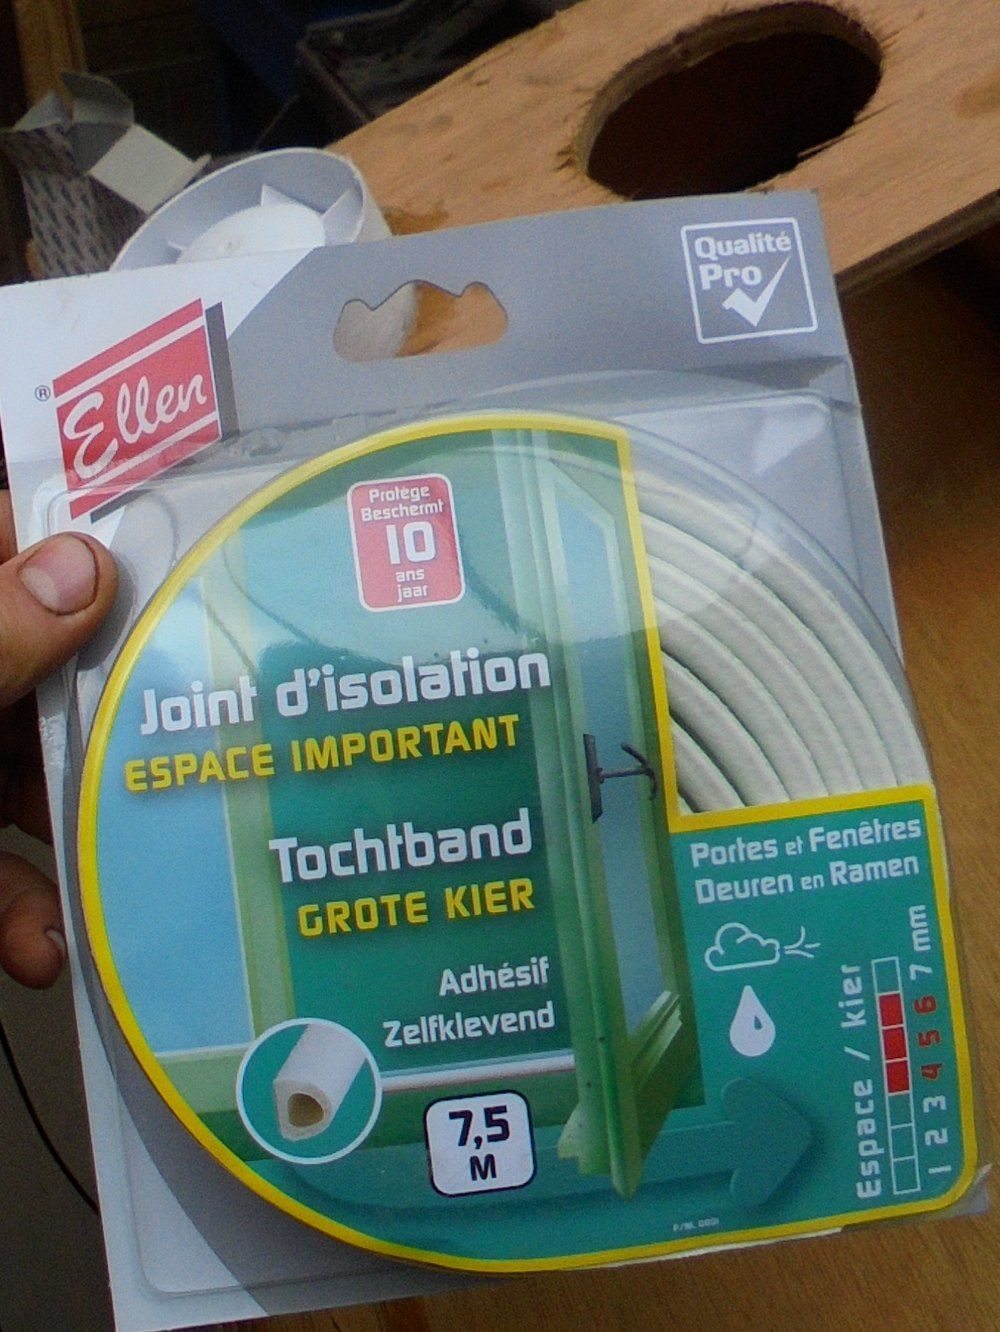 Qualité
Pro
® Ellen
Protège
Beschermt
10
ans
jaar
Joint d'isolation
ESPACE IMPORTANT
Tochtband
GROTE KIER
Adhésif
Zelfklevend
7,5
M
Portes et Fenêtres
Deuren en Ramen
Espace / kier
1 2 3 4 5 6 7 mm